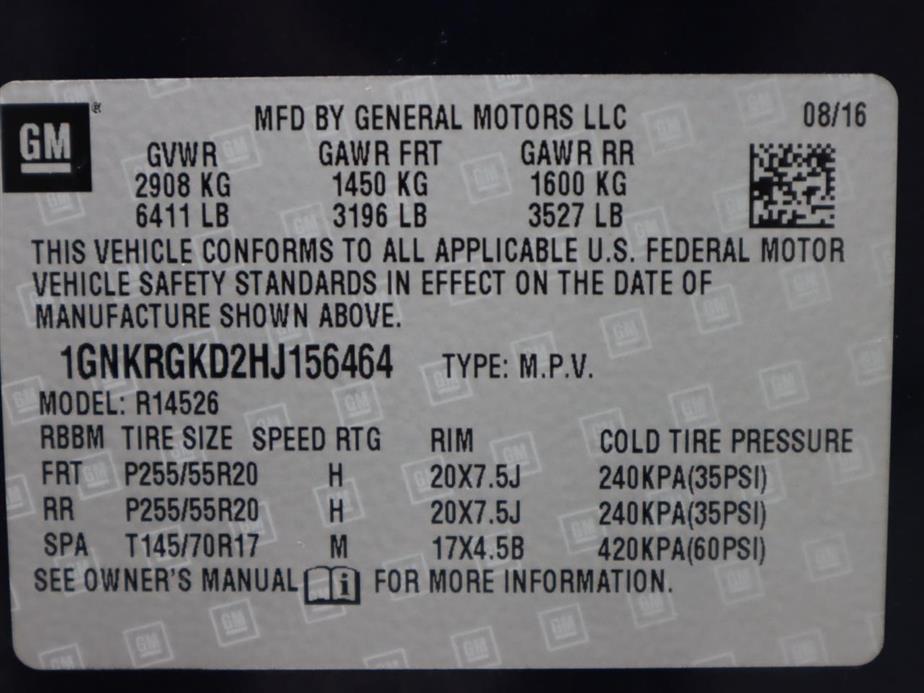 GM ®
MFD BY GENERAL MOTORS LLC 08/16
GVWR GAWR FRT GAWR RR
2908 KG 1450 KG 1600 KG
6411 LB 3196 LB 3527 LB
THIS VEHICLE CONFORMS TO ALL APPLICABLE U.S. FEDERAL MOTOR
VEHICLE SAFETY STANDARDS IN EFFECT ON THE DATE OF
MANUFACTURE SHOWN ABOVE.
1GNKRGKD2HJ156464 TYPE: M.P.V.
MODEL: R14526
RBBM TIRE SIZE SPEED RTG RIM COLD TIRE PRESSURE
FRT P255/55R20 H 20X7.5J 240KPA(35PSI)
RR P255/55R20 H 20X7.5J 240KPA(35PSI)
SPA T145/70R17 M 17X4.5B 420KPA(60PSI)
SEE OWNER'S MANUAL i FOR MORE INFORMATION.